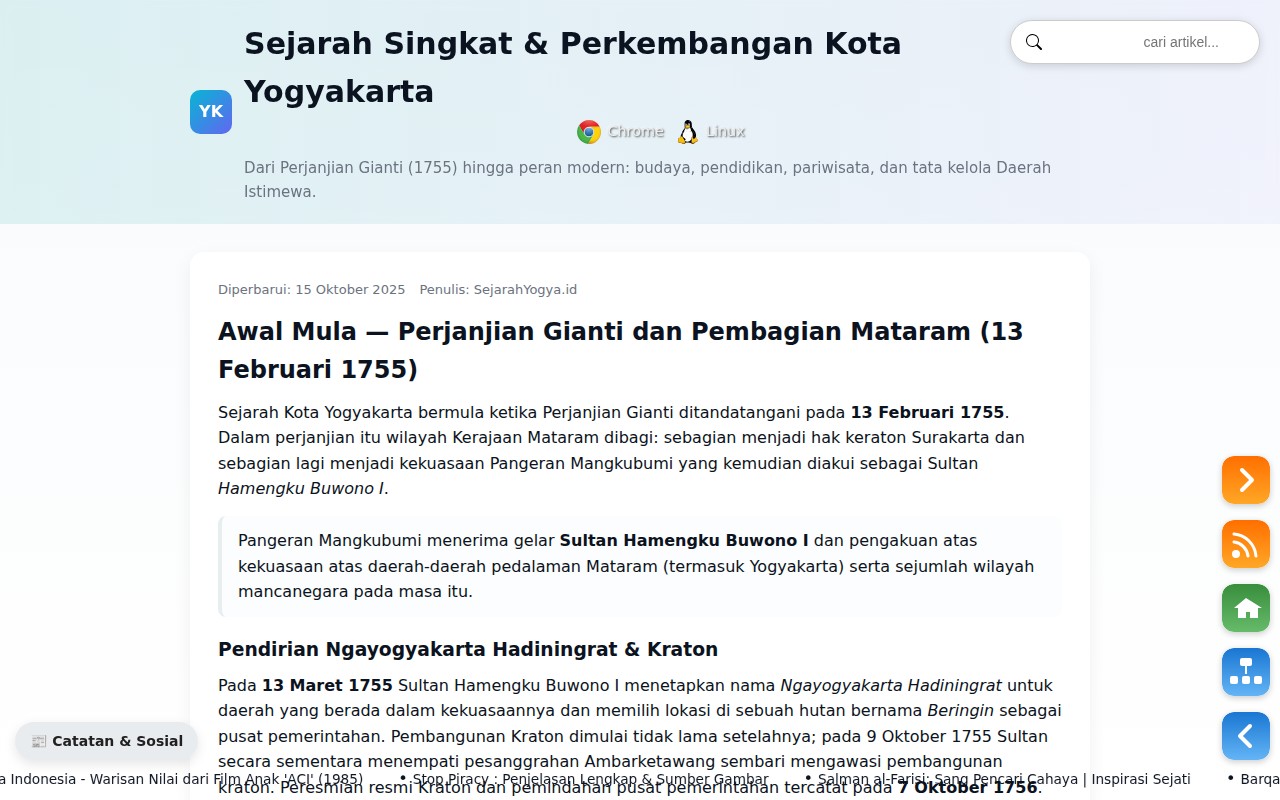 Sejarah Singkat & Perkembangan Kota
Yogyakarta
cari artikel...
YK
Chrome Linux
Dari Perjanjian Gianti (1755) hingga peran modern: budaya, pendidikan, pariwisata, dan tata kelola Daerah
Istimewa.
Diperbarui: 15 Oktober 2025 Penulis: SejarahYogya.id
Awal Mula — Perjanjian Gianti dan Pembagian Mataram (13
Februari 1755)
Sejarah Kota Yogyakarta bermula ketika Perjanjian Gianti ditandatangani pada 13 Februari 1755.
Dalam perjanjian itu wilayah Kerajaan Mataram dibagi: sebagian menjadi hak keraton Surakarta dan
sebagian lagi menjadi kekuasaan Pangeran Mangkubumi yang kemudian diakui sebagai Sultan
Hamengku Buwono I.
Pangeran Mangkubumi menerima gelar Sultan Hamengku Buwono I dan pengakuan atas
kekuasaan atas daerah-daerah pedalaman Mataram (termasuk Yogyakarta) serta sejumlah wilayah
mancanegara pada masa itu.
Pendirian Ngayogyakarta Hadiningrat & Kraton
Pada 13 Maret 1755 Sultan Hamengku Buwono I menetapkan nama Ngayogyakarta Hadiningrat untuk
daerah yang berada dalam kekuasaannya dan memilih lokasi di sebuah hutan bernama Beringin sebagai
pusat pemerintahan. Pembangunan Kraton dimulai tidak lama setelahnya; pada 9 Oktober 1755 Sultan
secara sementara menempati pesanggrahan Ambarketawang sembari mengawasi pembangunan
kraton. Peresmian resmi Kraton dan pemindahan pusat pemerintahan tercatat pada 7 Oktober 1756.
📰 Catatan & Sosial
a Indonesia - Warisan Nilai dari Film Anak 'ACI' (1985) • Stop Piracy : Penjelasan Lengkap & Sumber Gambar • Salman al-Farisi: Sang Pencari Cahaya | Inspirasi Sejati • Barqa